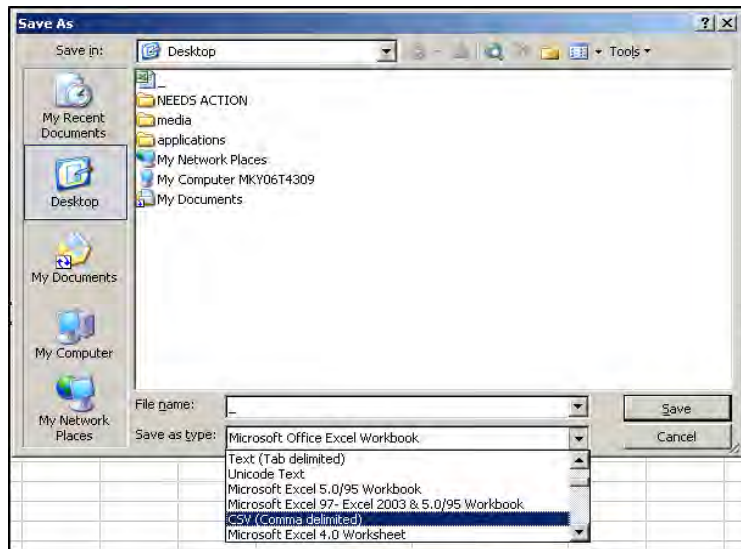 Save As
Save in: Desktop Tools
_
NEEDS ACTION
media
applications
My Network Places
My Computer MKY06T4309
My Documents
My Recent
Documents
Desktop
My Documents
My Computer
My Network
Places
File name: _ Save
Save as type: Microsoft Office Excel Workbook Cancel
Text (Tab delimited)
Unicode Text
Microsoft Excel 5.0/95 Workbook
Microsoft Excel 97- Excel 2003 & 5.0/95 Workbook
CSV (Comma delimited)
Microsoft Excel 4.0 Worksheet